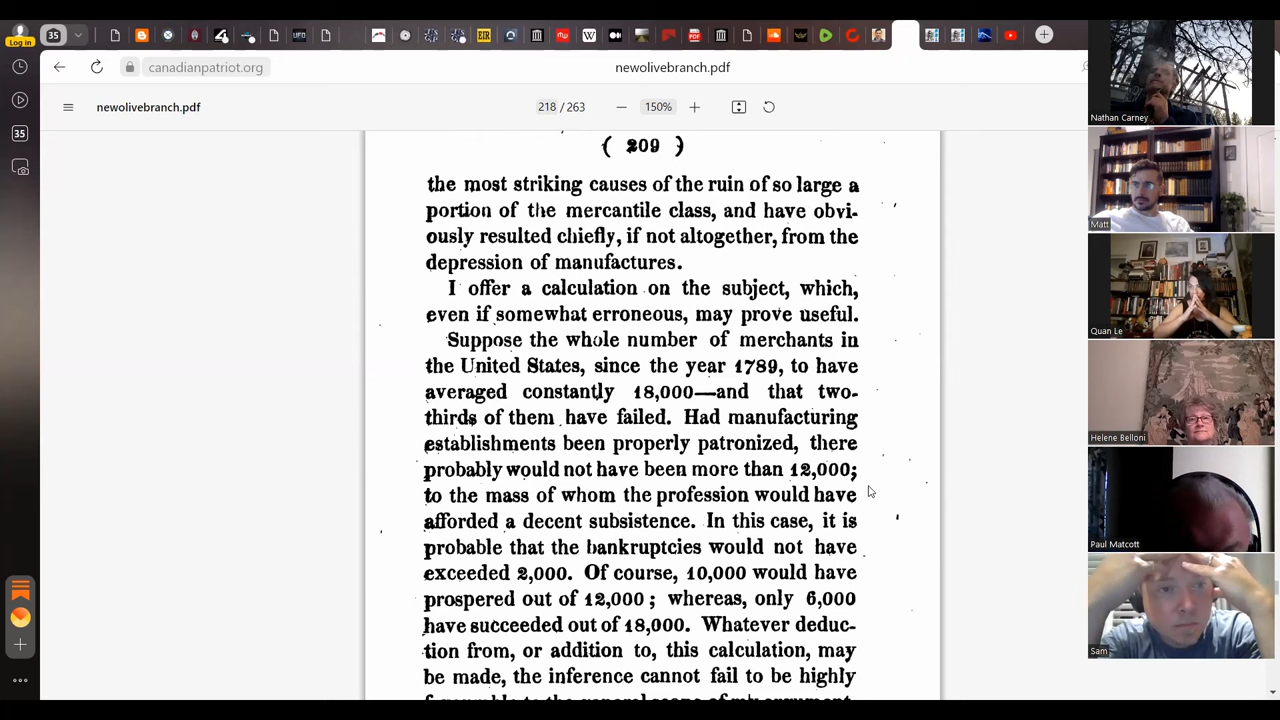 Log in
35
EIR
UFO
W
PDF
canadianpatriot.org
newolivebranch.pdf
newolivebranch.pdf
218 / 263
150%
35
( 209 )
the most striking causes of the ruin of so large a
portion of the mercantile class, and have obvi-
ously resulted chiefly, if not altogether, from the
depression of manufactures.
I offer a calculation on the subject, which,
even if somewhat erroneous, may prove useful.
Suppose the whole number of merchants in
the United States, since the year 1789, to have
averaged constantly 18,000—and that two-
thirds of them have failed. Had manufacturing
establishments been properly patronized, there
probably would not have been more than 12,000;
to the mass of whom the profession would have
afforded a decent subsistence. In this case, it is
probable that the bankruptcies would not have
exceeded 2,000. Of course, 10,000 would have
prospered out of 12,000 ; whereas, only 6,000
have succeeded out of 18,000. Whatever deduc-
tion from, or addition to, this calculation, may
be made, the inference cannot fail to be highly
Nathan Carney
Matt
Quan Le
Helene Belloni
Paul Matcott
Sam